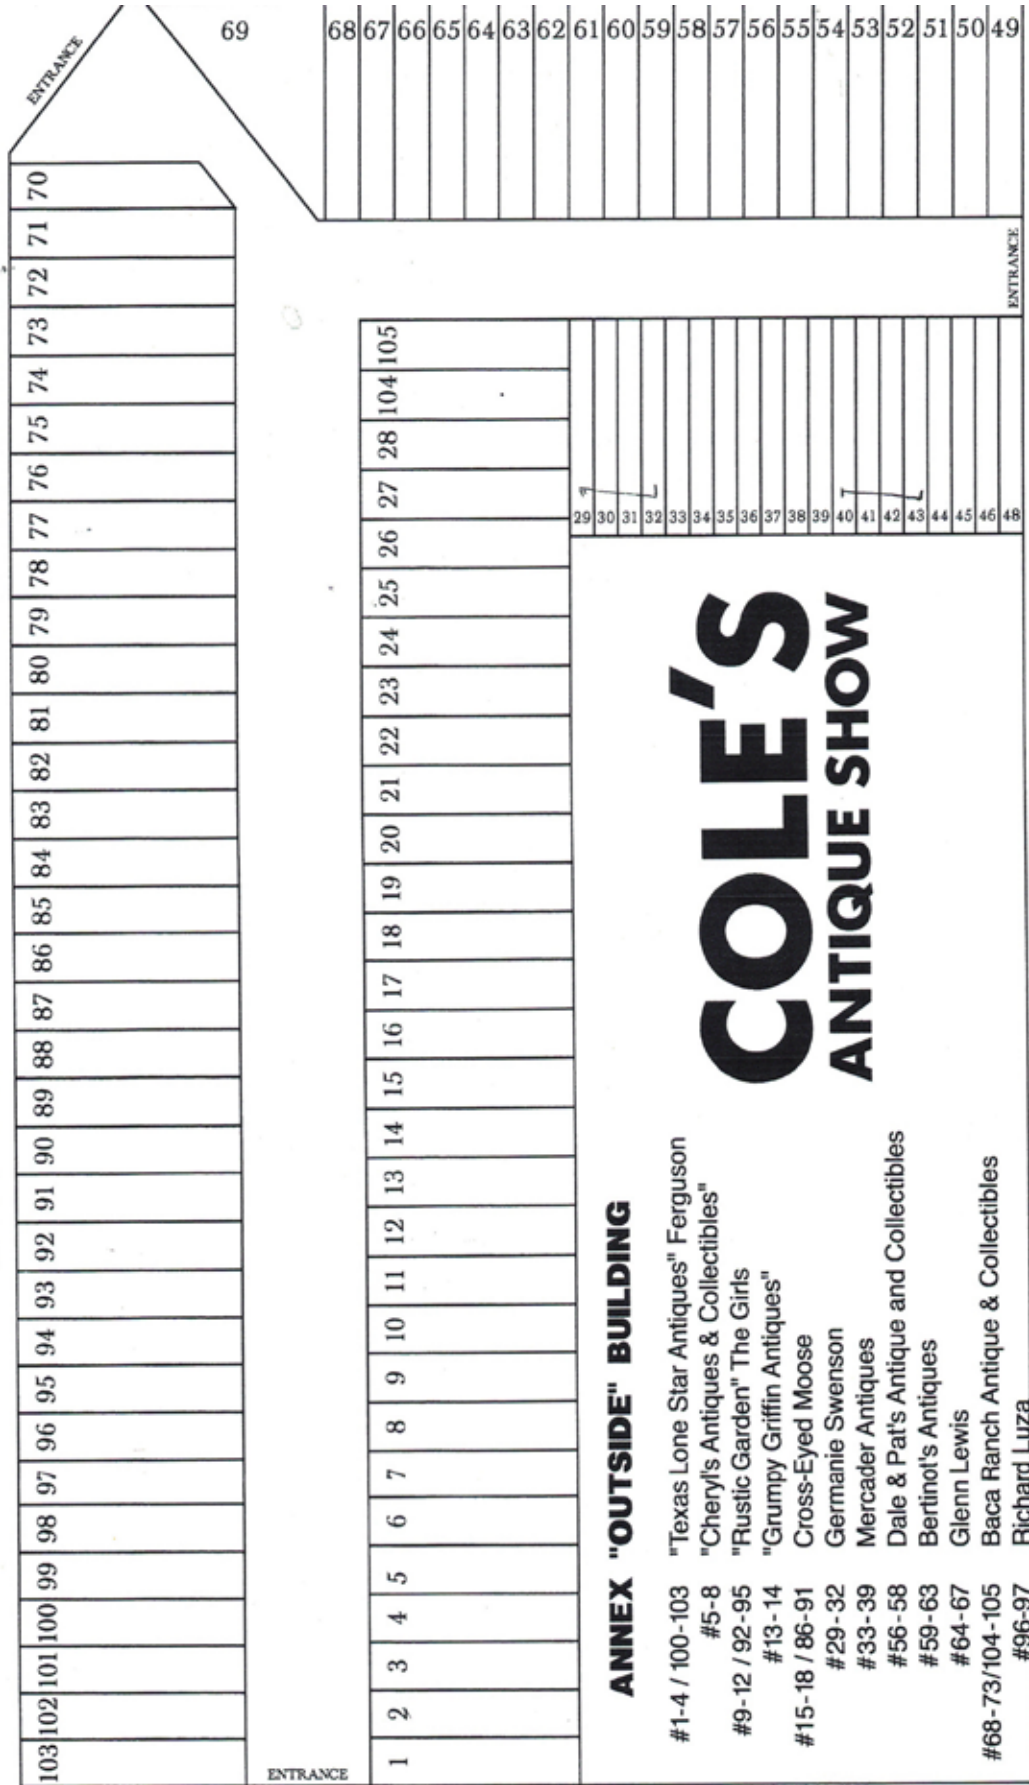 ENTRANCE
69
68 67 66 65 64 63 62 61 60 59 58 57 56 55 54 53 52 51 50 49
ENTRANCE
103 102 101 100 99 98 97 96 95 94 93 92 91 90 89 88 87 86 85 84 83 82 81 80 79 78 77 76 75 74 73 72 71 70
ENTRANCE
1 2 3 4 5 6 7 8 9 10 11 12 13 14 15 16 17 18 19 20 21 22 23 24 25 26 27 28 104 105
29 30 31 32 33 34 35 36 37 38 39 40 41 42 43 44 45 46 48
ANNEX "OUTSIDE" BUILDING
#1-4 / 100-103 "Texas Lone Star Antiques" Ferguson
#5-8 "Cheryl's Antiques & Collectibles"
#9-12 / 92-95 "Rustic Garden" The Girls
#13-14 "Grumpy Griffin Antiques"
#15-18 / 86-91 Cross-Eyed Moose
#29-32 Germanie Swenson
#33-39 Mercader Antiques
#56-58 Dale & Pat's Antique and Collectibles
#59-63 Bertinot's Antiques
#64-67 Glenn Lewis
#68-73/104-105 Baca Ranch Antique & Collectibles
#96-97 Richard Luza
COLE'S
ANTIQUE SHOW